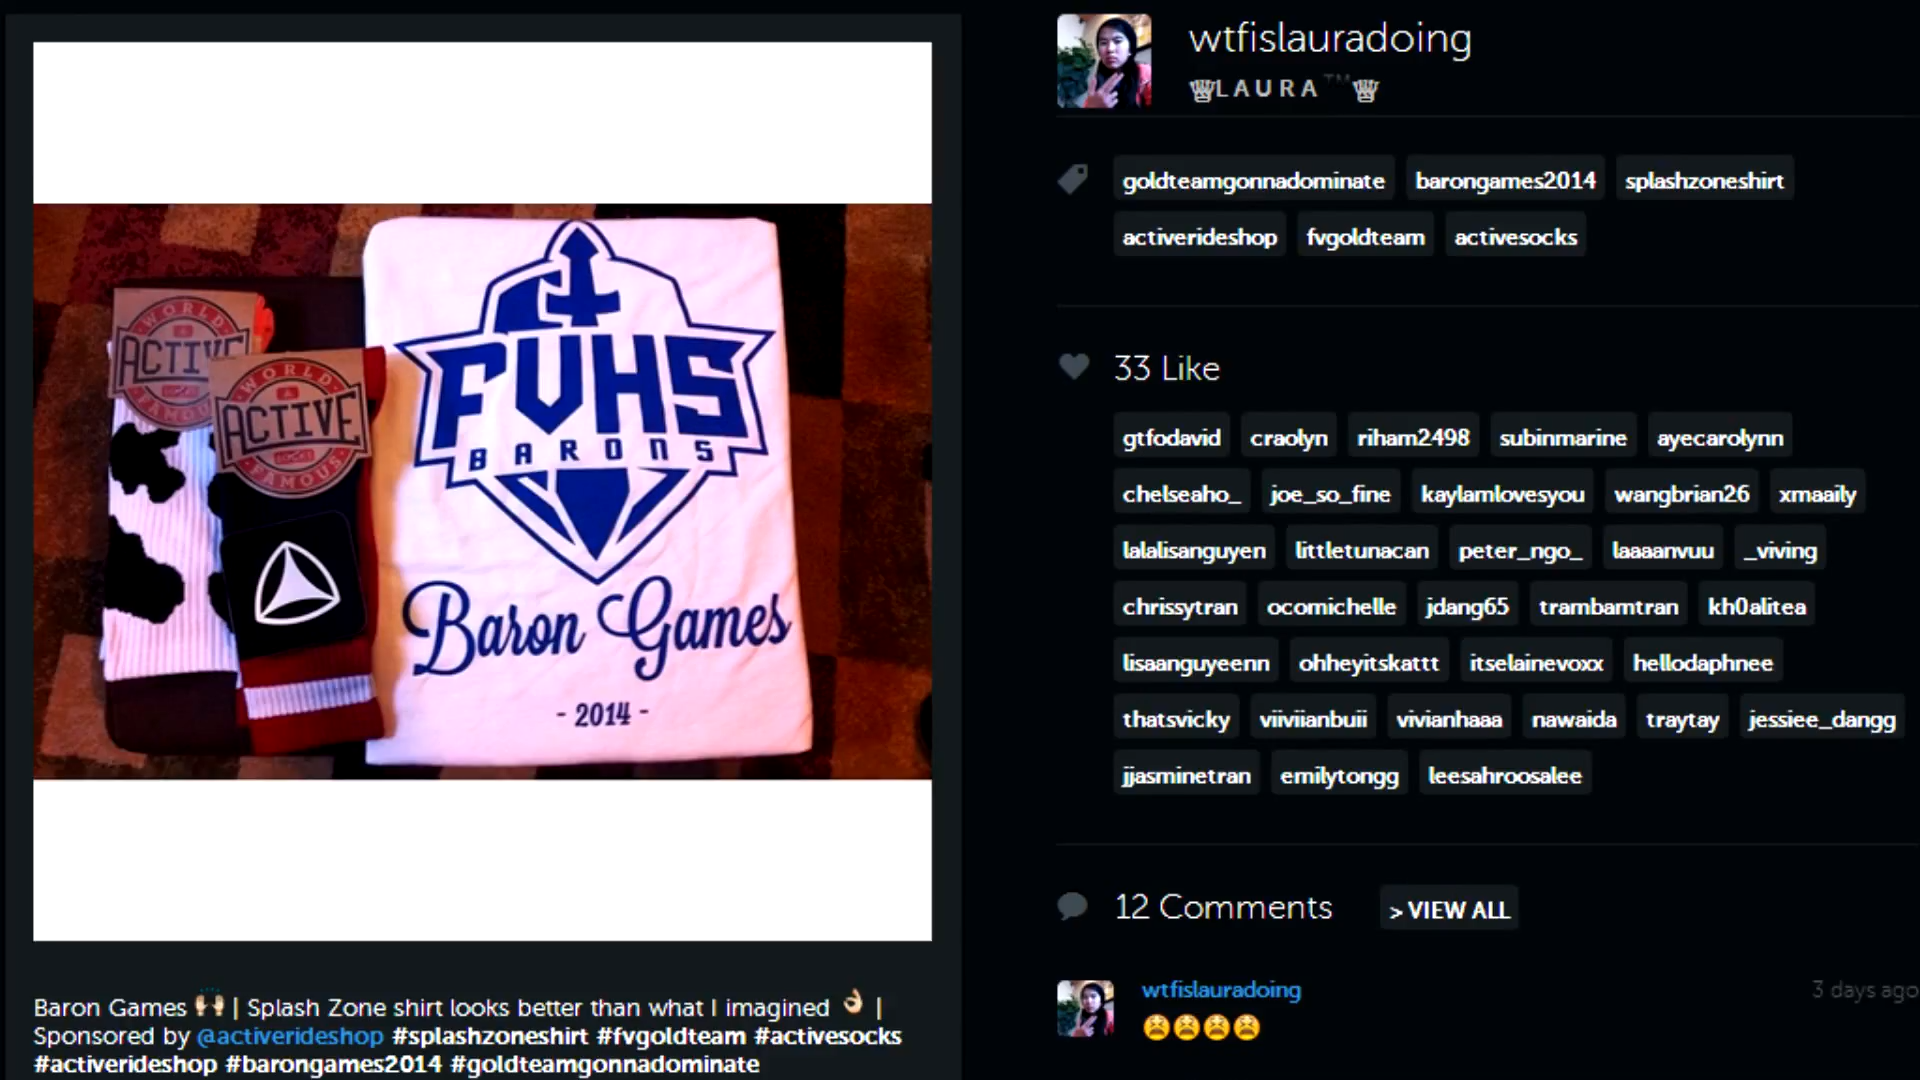 WORLD
ACTIVE
FAMOUS
WORLD
ACTIVE
SOCKS
FAMOUS
FVHS
BARONS
Baron Games
- 2014 -
Baron Games 🙌 | Splash Zone shirt looks better than what I imagined 👌 |
Sponsored by @activerideshop #splashzoneshirt #fvgoldteam #activesocks
#activerideshop #barongames2014 #goldteamgonnadominate
wtfislauradoing
♛LAURA™♛
goldteamgonnadominate barongames2014 splashzoneshirt
activerideshop fvgoldteam activesocks
33 Like
gtfodavid craolyn riham2498 subinmarine ayecarolynn
chelseaho_ joe_so_fine kaylamlovesyou wangbrian26 xmaaily
lalalisanguyen littletunacan peter_ngo_ laaaanvuu _viving
chrissytran ocomichelle jdang65 trambamtran kh0alitea
lisaanguyeenn ohheyitskattt itselainevoxx hellodaphnee
thatsvicky viiviianbuii vivianhaaa nawaida traytay jessiee_dangg
jjasminetran emilytongg leesahroosalee
12 Comments > VIEW ALL
wtfislauradoing 3 days ago
😫😫😫😫